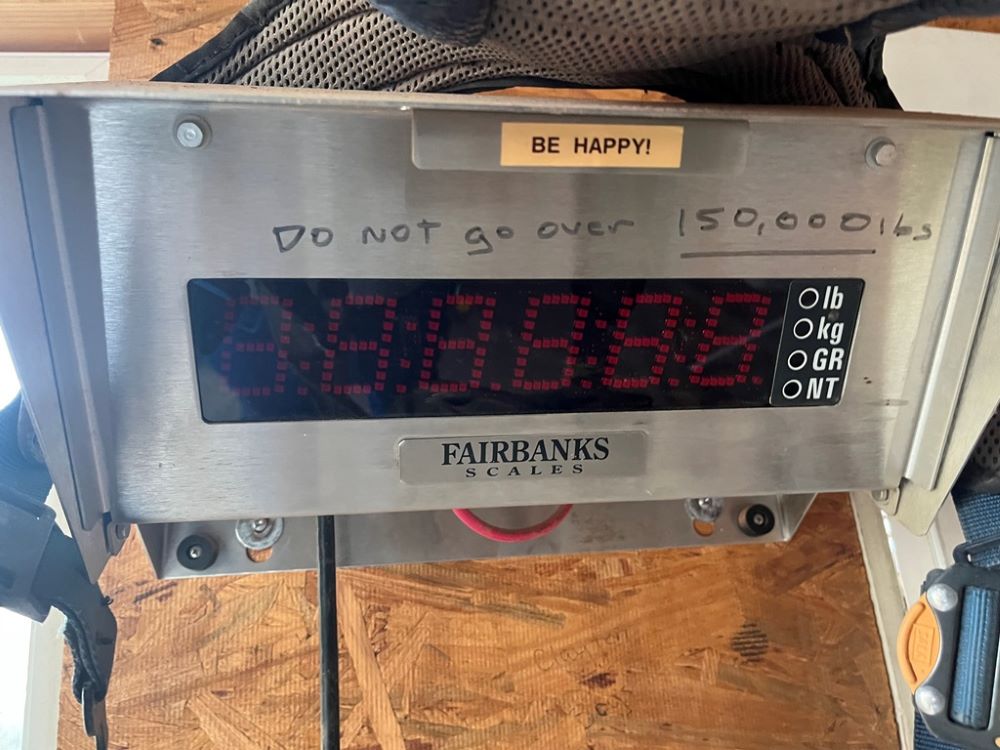 BE HAPPY!
Do Not go over 150,000 lbs
lb
kg
GR
NT
FAIRBANKS
SCALES